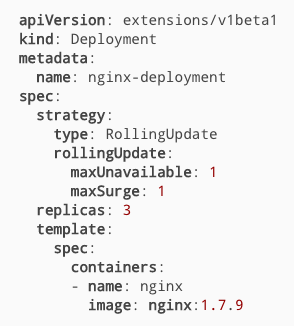 apiVersion: extensions/v1beta1
kind: Deployment
metadata:
  name: nginx-deployment
spec:
  strategy:
    type: RollingUpdate
    rollingUpdate:
      maxUnavailable: 1
      maxSurge: 1
  replicas: 3
  template:
    spec:
      containers:
      - name: nginx
        image: nginx:1.7.9